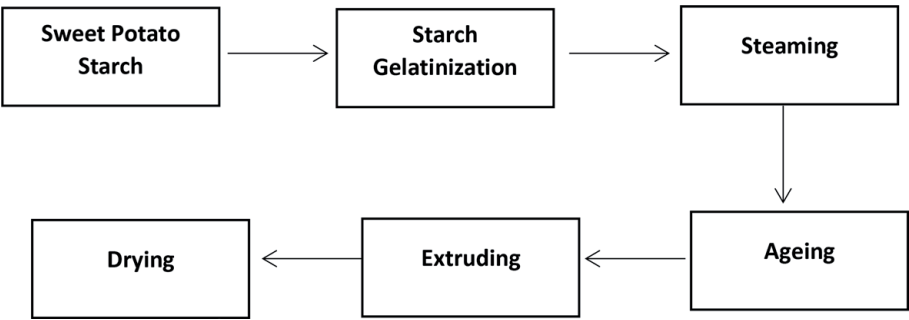 Sweet Potato
Starch
Starch
Gelatinization
Steaming
Ageing
Extruding
Drying